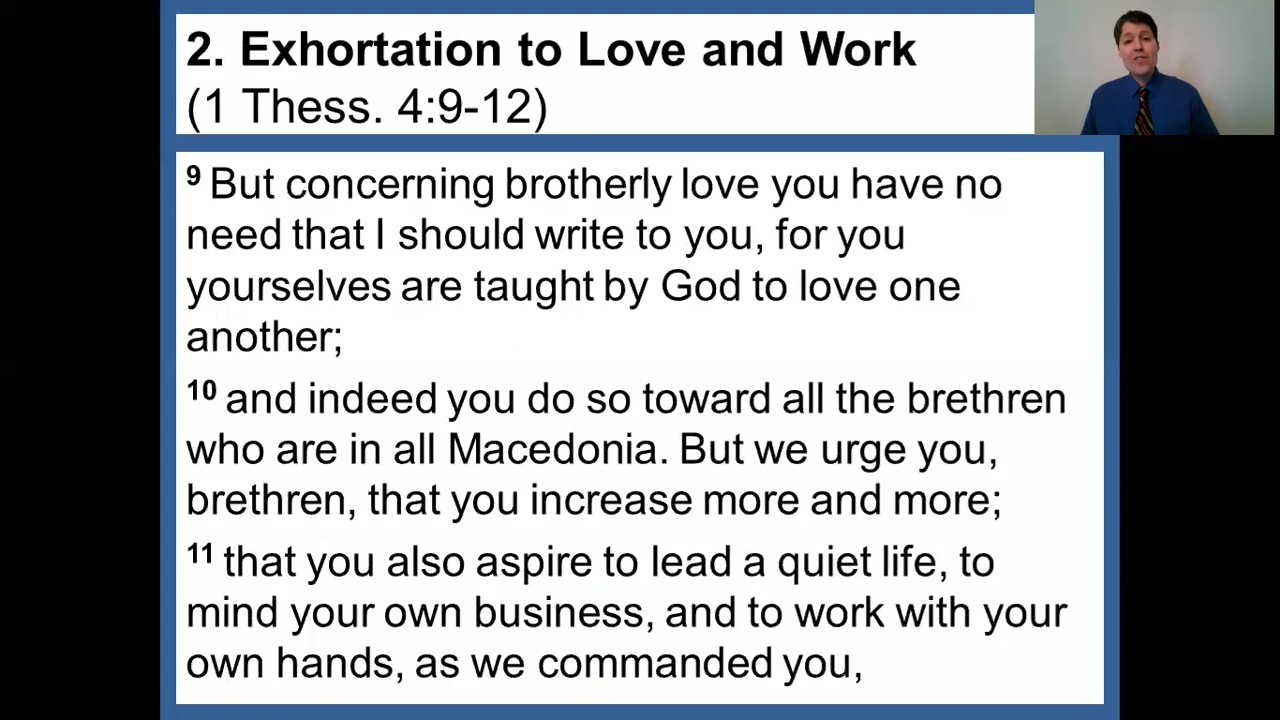 2. Exhortation to Love and Work
(1 Thess. 4:9-12)
9 But concerning brotherly love you have no
need that I should write to you, for you
yourselves are taught by God to love one
another;
10 and indeed you do so toward all the brethren
who are in all Macedonia. But we urge you,
brethren, that you increase more and more;
11 that you also aspire to lead a quiet life, to
mind your own business, and to work with your
own hands, as we commanded you,